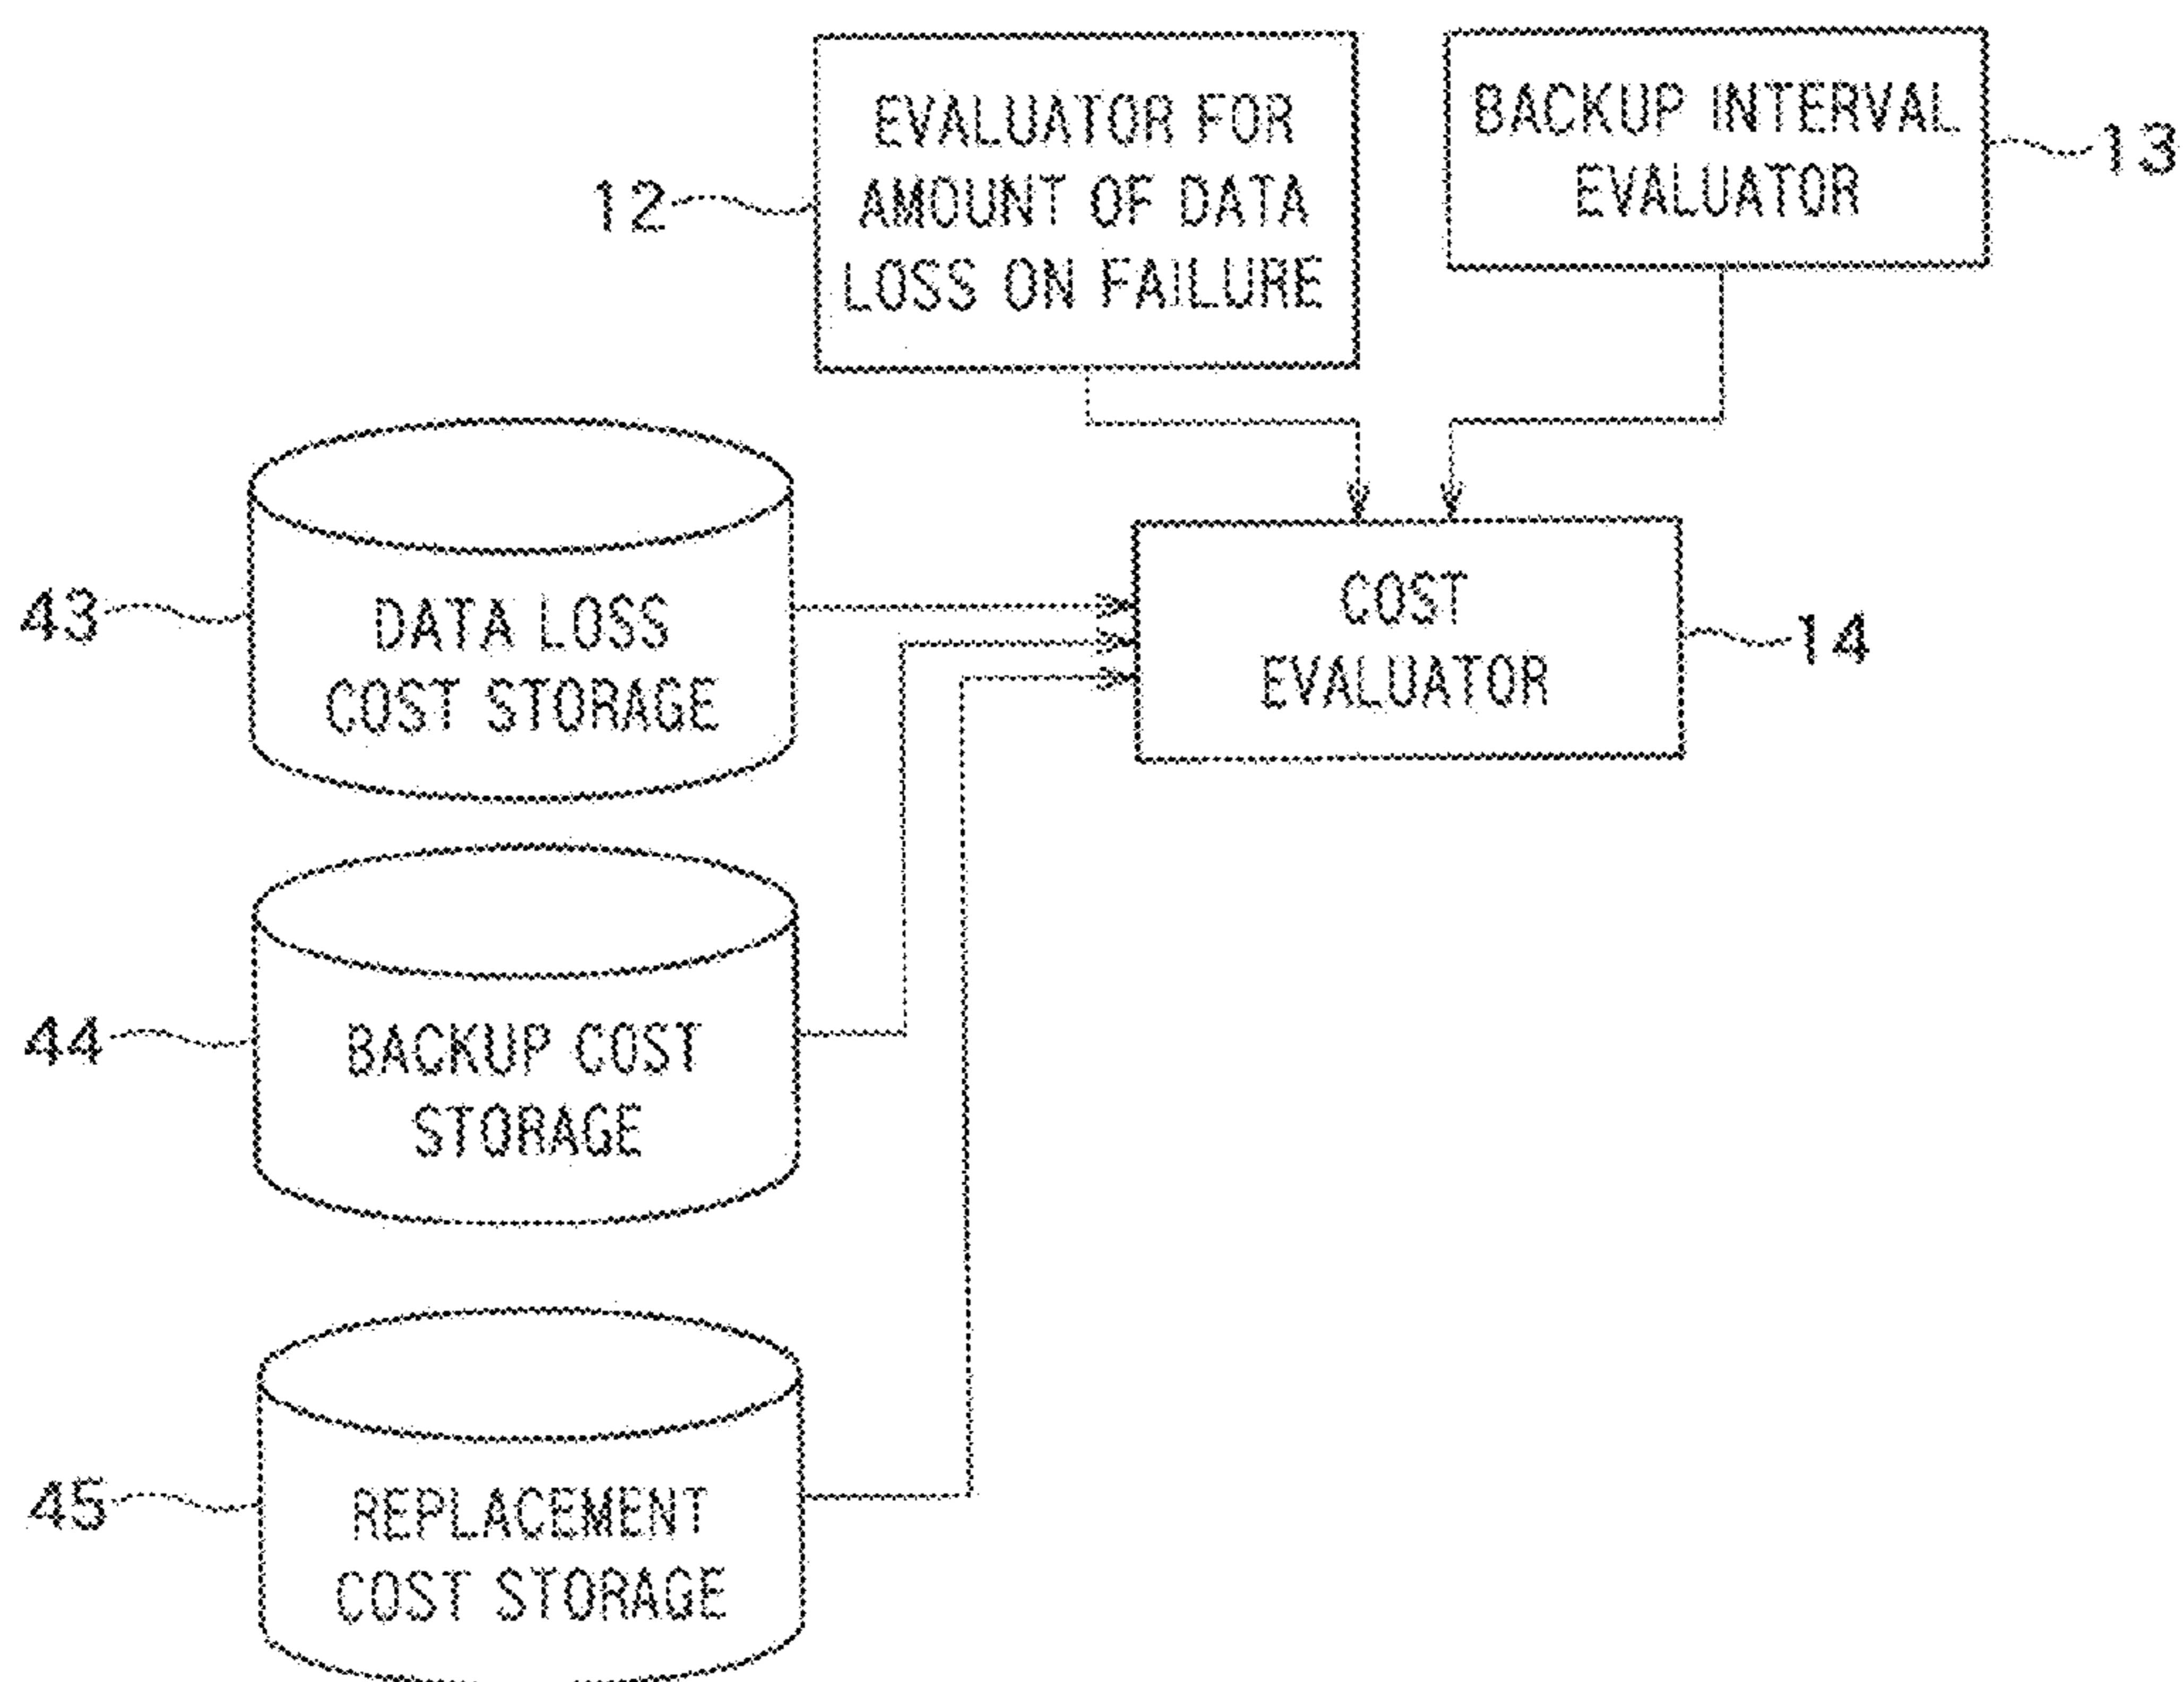 EVALUATOR FOR
AMOUNT OF DATA
LOSS ON FAILURE
12
BACKUP INTERVAL
EVALUATOR
13
43
DATA LOSS
COST STORAGE
COST
EVALUATOR
14
44
BACKUP COST
STORAGE
45
REPLACEMENT
COST STORAGE